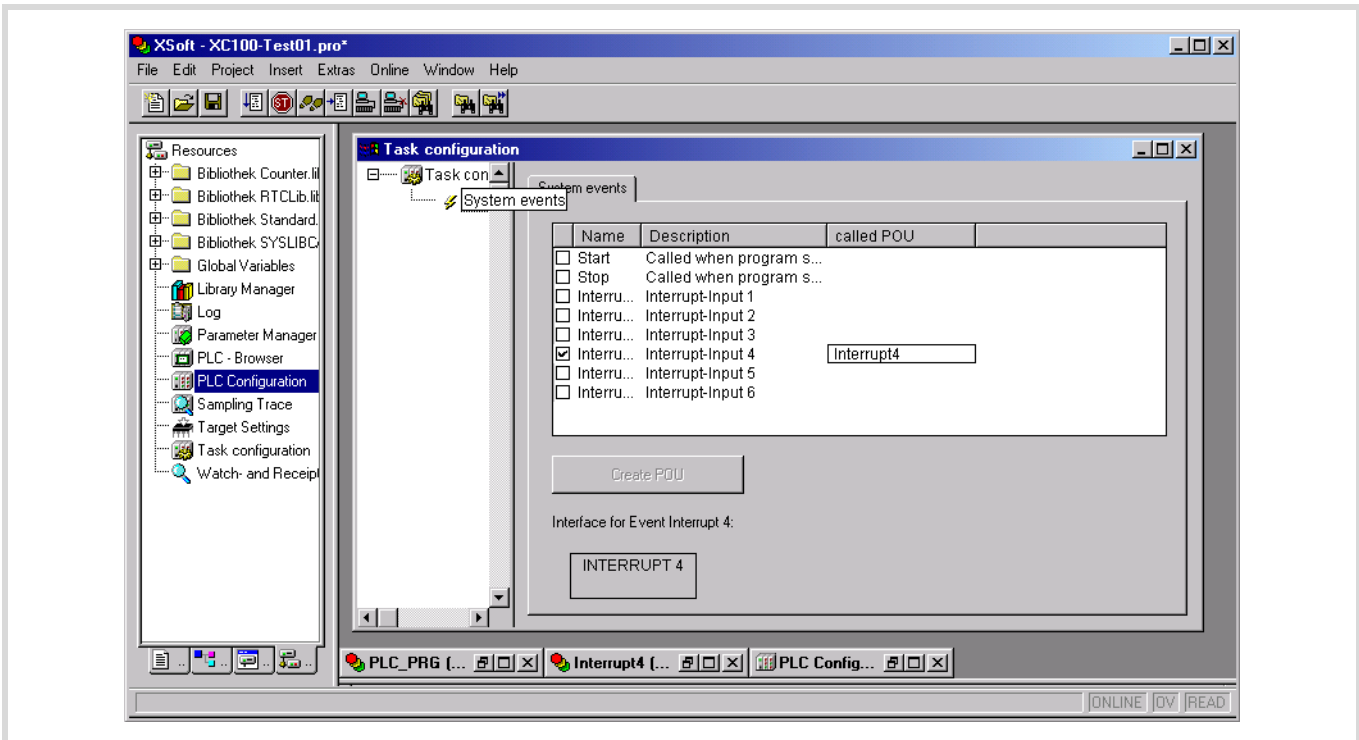 XSoft - XC100-Test01.pro*
File Edit Project Insert Extras Online Window Help
Resources
Bibliothek Counter.lil
Bibliothek RTCLib.lib
Bibliothek Standard.
Bibliothek SYSLIBC
Global Variables
Library Manager
Log
Parameter Manager
PLC - Browser
PLC Configuration
Sampling Trace
Target Settings
Task configuration
Watch- and Receipt
Task configuration
Task con
System events
System events
Name Description called POU
Start Called when program s...
Stop Called when program s...
Interru... Interrupt-Input 1
Interru... Interrupt-Input 2
Interru... Interrupt-Input 3
Interru... Interrupt-Input 4 Interrupt4
Interru... Interrupt-Input 5
Interru... Interrupt-Input 6
Create POU
Interface for Event Interrupt 4:
INTERRUPT 4
.. .. .. ..
PLC_PRG (... Interrupt4 (... PLC Config...
ONLINE OV READ